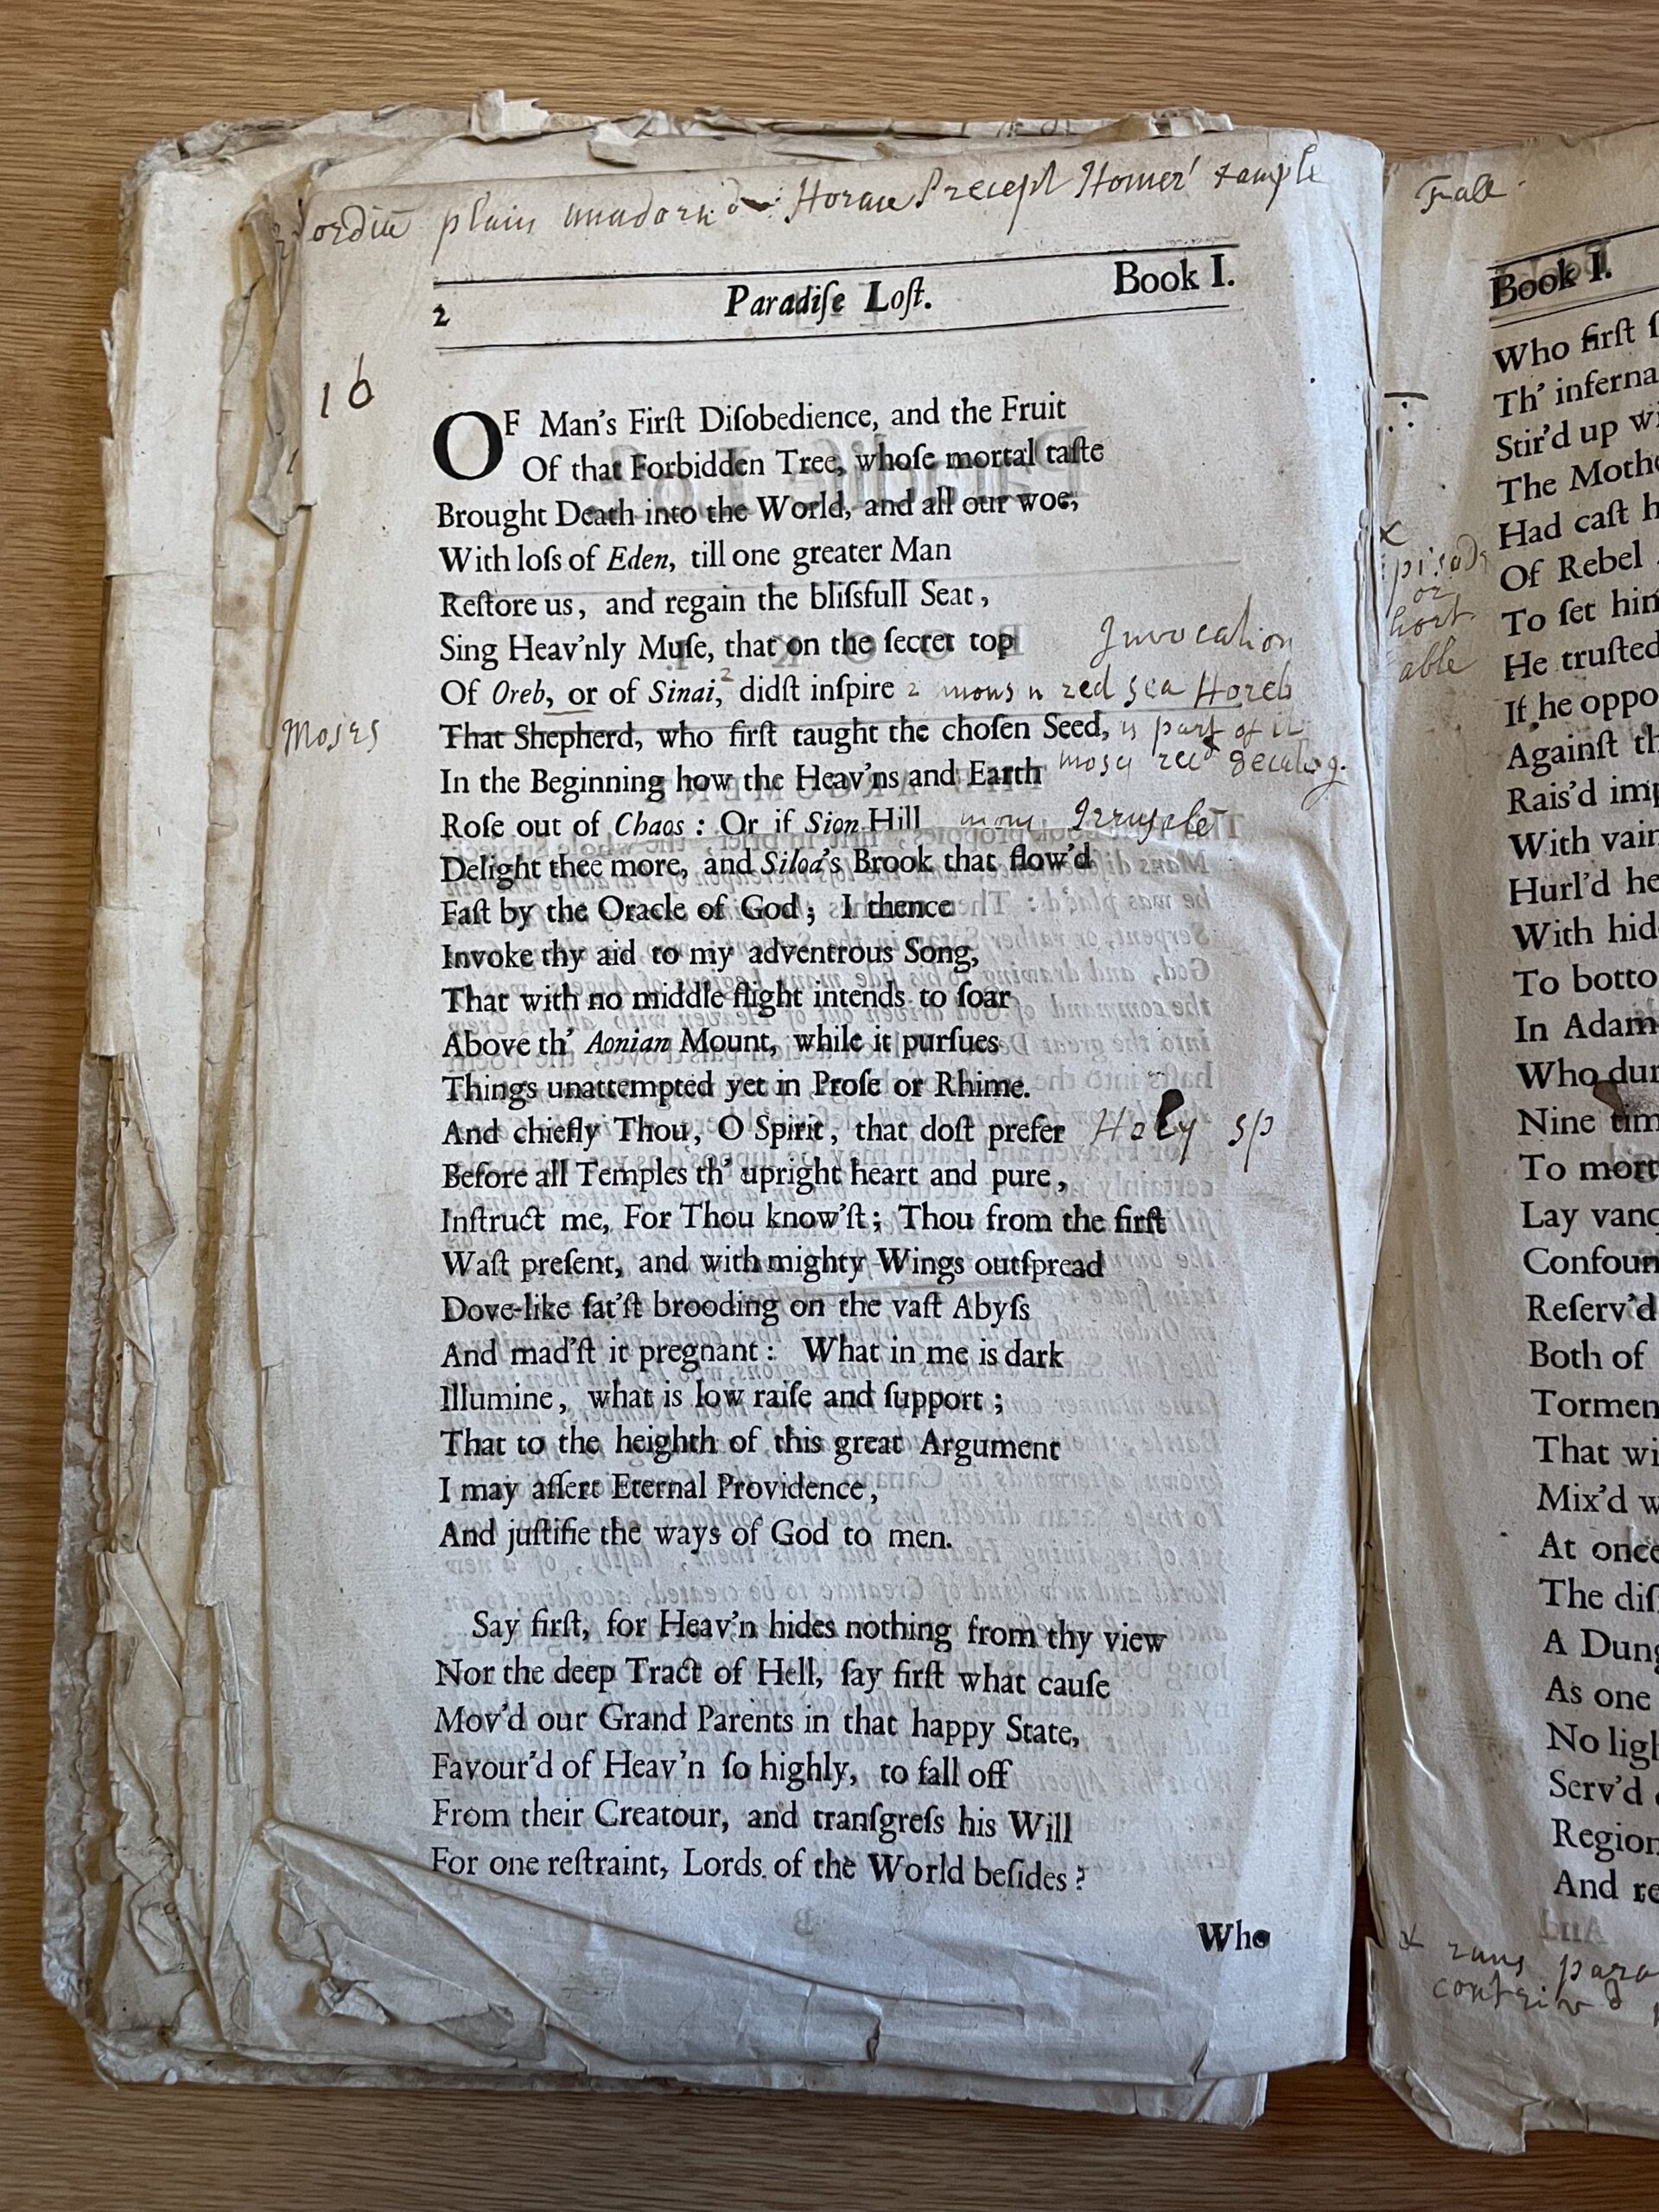 plain unadorn'd Horace Precept Homer'
2 Paradiſe Loſt. Book I.
16
OF Man's Firſt Diſobedience, and the Fruit
Of that Forbidden Tree, whoſe mortal taſte
Brought Death into the World, and all our woe,
With loſs of Eden, till one greater Man
Reſtore us, and regain the bliſsfull Seat,
Sing Heav'nly Muſe, that on the ſecret top Invocation
Of Oreb, or of Sinai,² didſt inſpire 2 mons n red sea Horeb
Moses That Shepherd, who firſt taught the choſen Seed, is part of it
In the Beginning how the Heav'ns and Earth
Roſe out of Chaos: Or if Sion Hill
Delight thee more, and Siloa's Brook that flow'd
Faſt by the Oracle of God; I thence
Invoke thy aid to my adventrous Song,
That with no middle flight intends to ſoar
Above th' Aonian Mount, while it purſues
Things unattempted yet in Proſe or Rhime.
And chiefly Thou, O Spirit, that doſt prefer Holy sp
Before all Temples th' upright heart and pure,
Inſtruct me, For Thou know'ſt; Thou from the firſt
Waſt preſent, and with mighty Wings outſpread
Dove-like ſat'ſt brooding on the vaſt Abyſs
And mad'ſt it pregnant: What in me is dark
Illumine, what is low raiſe and ſupport;
That to the heighth of this great Argument
I may aſſert Eternal Providence,
And juſtifie the ways of God to men.
Say firſt, for Heav'n hides nothing from thy view
Nor the deep Tract of Hell, ſay firſt what cauſe
Mov'd our Grand Parents in that happy State,
Favour'd of Heav'n ſo highly, to fall off
From their Creatour, and tranſgreſs his Will
For one reſtraint, Lords of the World beſides?
Who
Book I.
Who firſt
Th' inferna
Stir'd up wi
The Mothe
Had caſt h
Of Rebel
To ſet him
able He truſted
If he oppo
Againſt th
Rais'd imp
With vain
Hurl'd he
With hid
To botto
In Adam
Who dur
Nine tim
To mort
Lay vanq
Confoun
Reſerv'd
Both of
Tormen
That wi
Mix'd w
At once
The diſ
A Dung
As one
No ligh
Serv'd
Region
And re